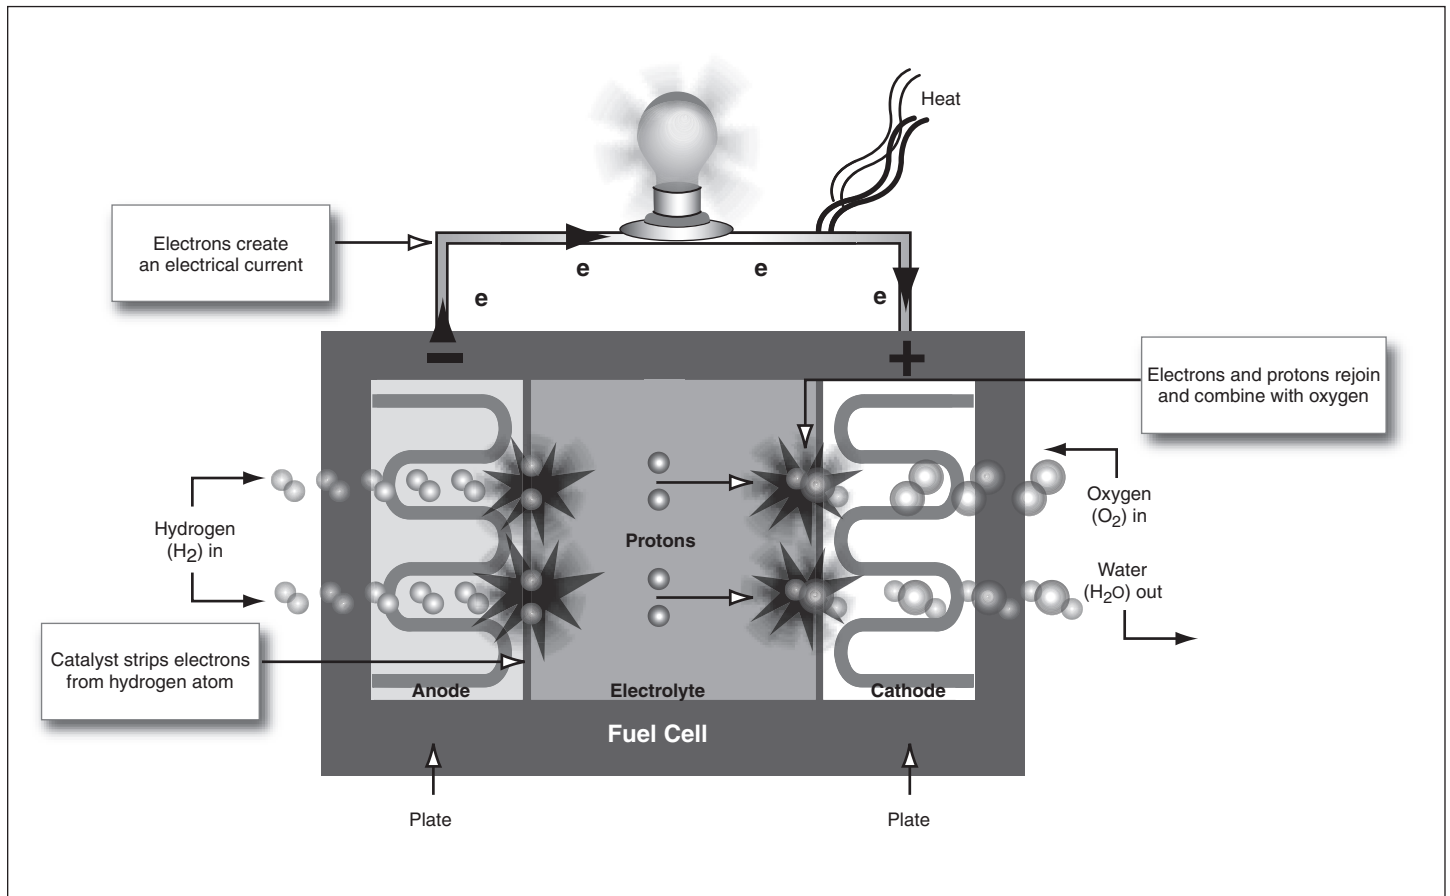 Heat
Electrons create
an electrical current
e
e
e
e
−
+
Electrons and protons rejoin
and combine with oxygen
Hydrogen
(H2) in
Protons
Oxygen
(O2) in
Water
(H2O) out
Catalyst strips electrons
from hydrogen atom
Anode
Electrolyte
Cathode
Fuel Cell
Plate
Plate